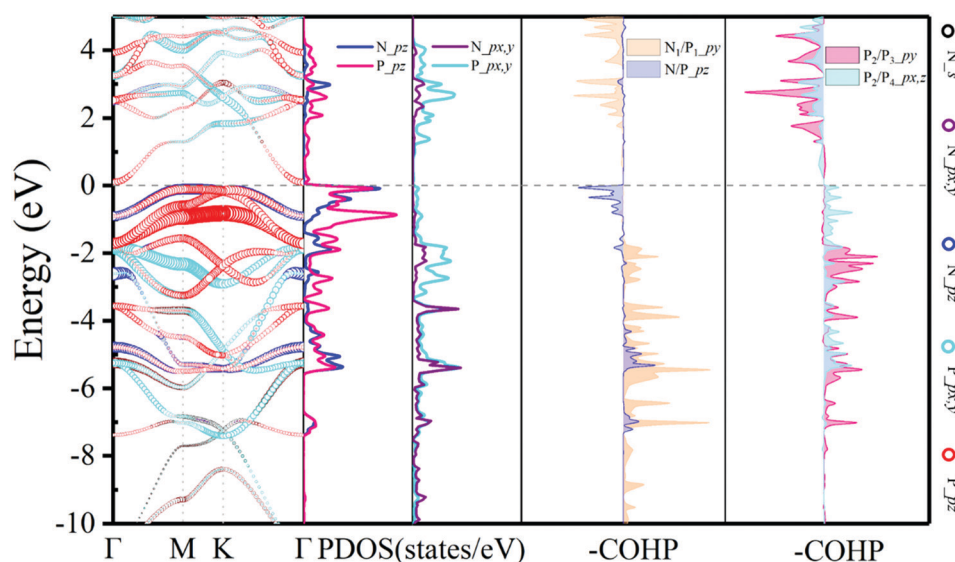 N_pz
P_pz
N_px,y
P_px,y
N₁/P₁_py
N/P_pz
P₂/P₃_py
P₂/P₄_px,z
4
2
0
-2
-4
-6
-8
-10
Energy (eV)
Γ M K Γ
PDOS(states/eV)
-COHP
-COHP
N_s
N_px,y
N_pz
P_px,y
P_pz